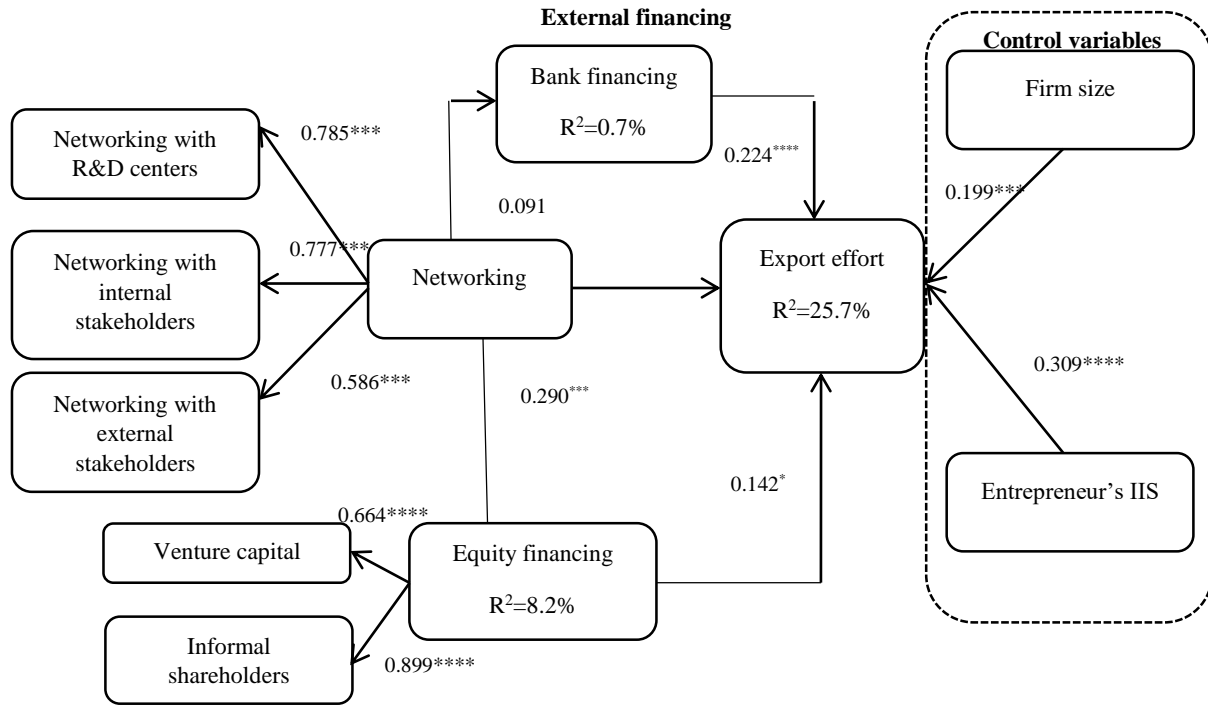 External financing
Control variables
Bank financing
R²=0.7%
Firm size
Networking with
R&D centers
0.785***
0.224****
0.091
0.199***
Networking with
internal
stakeholders
0.777***
Networking
Export effort
R²=25.7%
Networking with
external
stakeholders
0.586***
0.290***
0.309****
0.142*
Entrepreneur’s IIS
0.664****
Venture capital
Equity financing
R²=8.2%
Informal
shareholders
0.899****